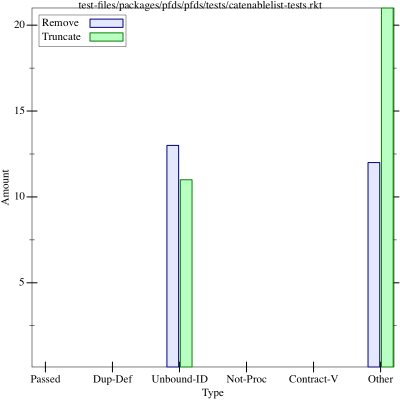 test-files/packages/pfds/pfds/tests/catenablelist-tests.rkt
Remove
Truncate
20
15
10
5
Amount
Passed Dup-Def Unbound-ID Not-Proc Contract-V Other
Type